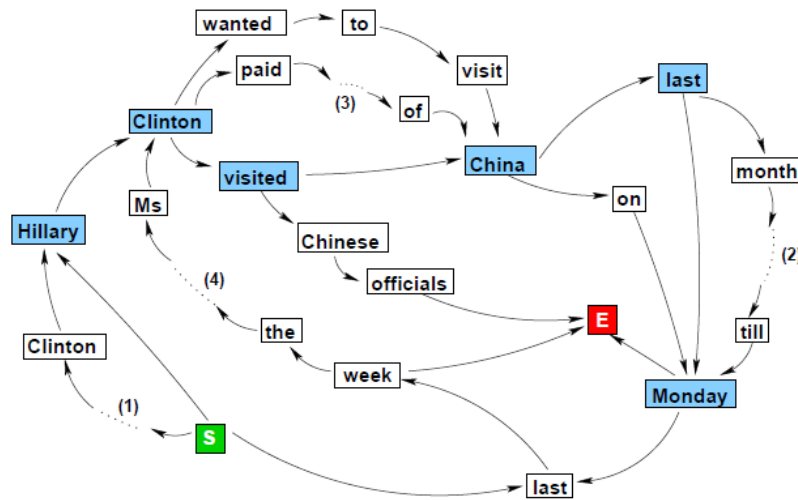 wanted
to
paid
visit
last
(3)
of
Clinton
China
month
visited
Ms
on
Hillary
Chinese
(2)
(4)
officials
E
the
till
Clinton
week
Monday
(1)
S
last